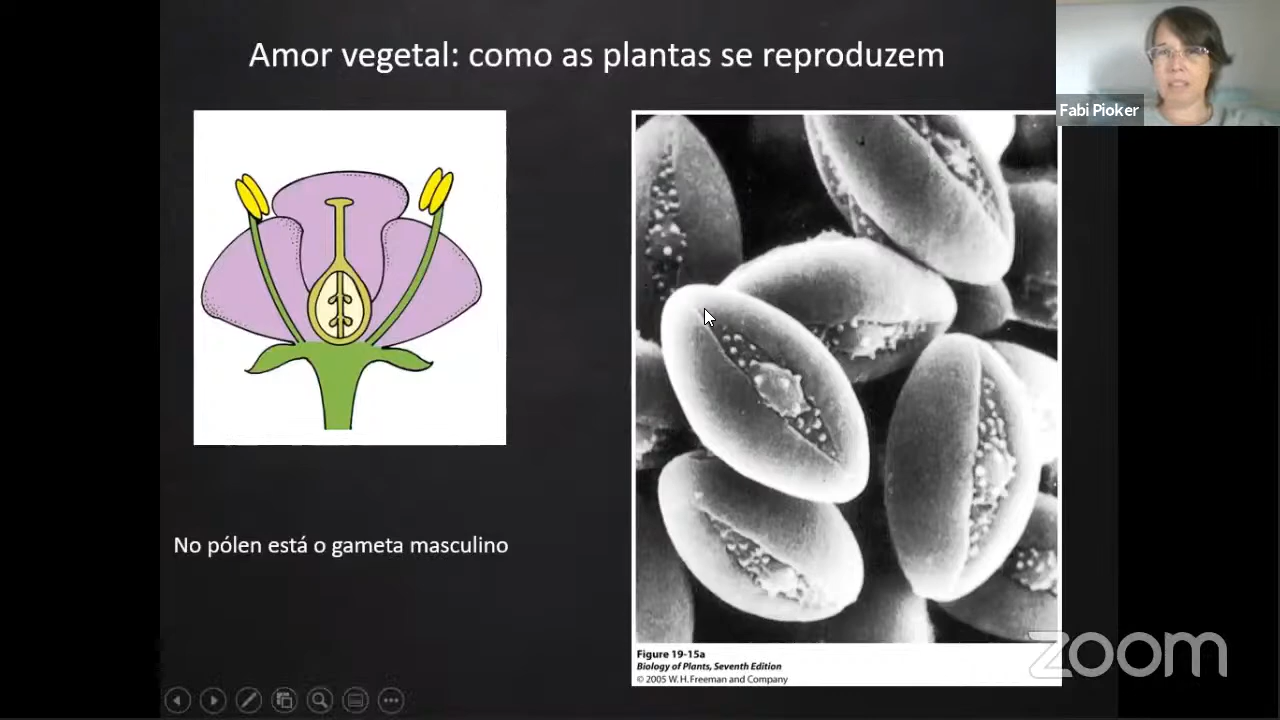 Amor vegetal: como as plantas se reproduzem
Fabi Pioker
No pólen está o gameta masculino
Figure 19-15a
Biology of Plants, Seventh Edition
© 2005 W. H. Freeman and Company
zoom